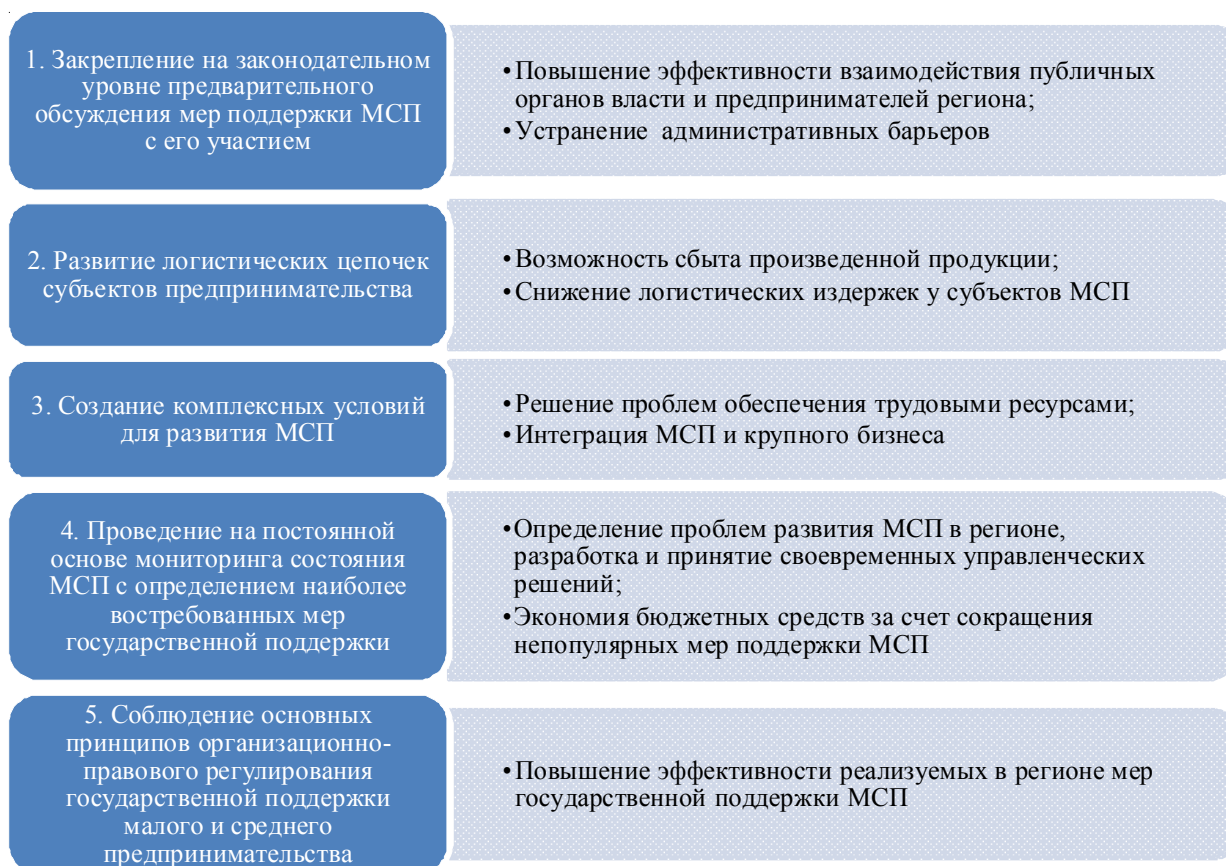 1. Закрепление на законодательном
уровне предварительного
обсуждения мер поддержки МСП
с его участием
•Повышение эффективности взаимодействия публичных
органов власти и предпринимателей региона;
•Устранение административных барьеров
2. Развитие логистических цепочек
субъектов предпринимательства
•Возможность сбыта произведенной продукции;
•Снижение логистических издержек у субъектов МСП
3. Создание комплексных условий
для развития МСП
•Решение проблем обеспечения трудовыми ресурсами;
•Интеграция МСП и крупного бизнеса
4. Проведение на постоянной
основе мониторинга состояния
МСП с определением наиболее
востребованных мер
государственной поддержки
•Определение проблем развития МСП в регионе,
разработка и принятие своевременных управленческих
решений;
•Экономия бюджетных средств за счет сокращения
непопулярных мер поддержки МСП
5. Соблюдение основных
принципов организационно-
правового регулирования
государственной поддержки
малого и среднего
предпринимательства
•Повышение эффективности реализуемых в регионе мер
государственной поддержки МСП